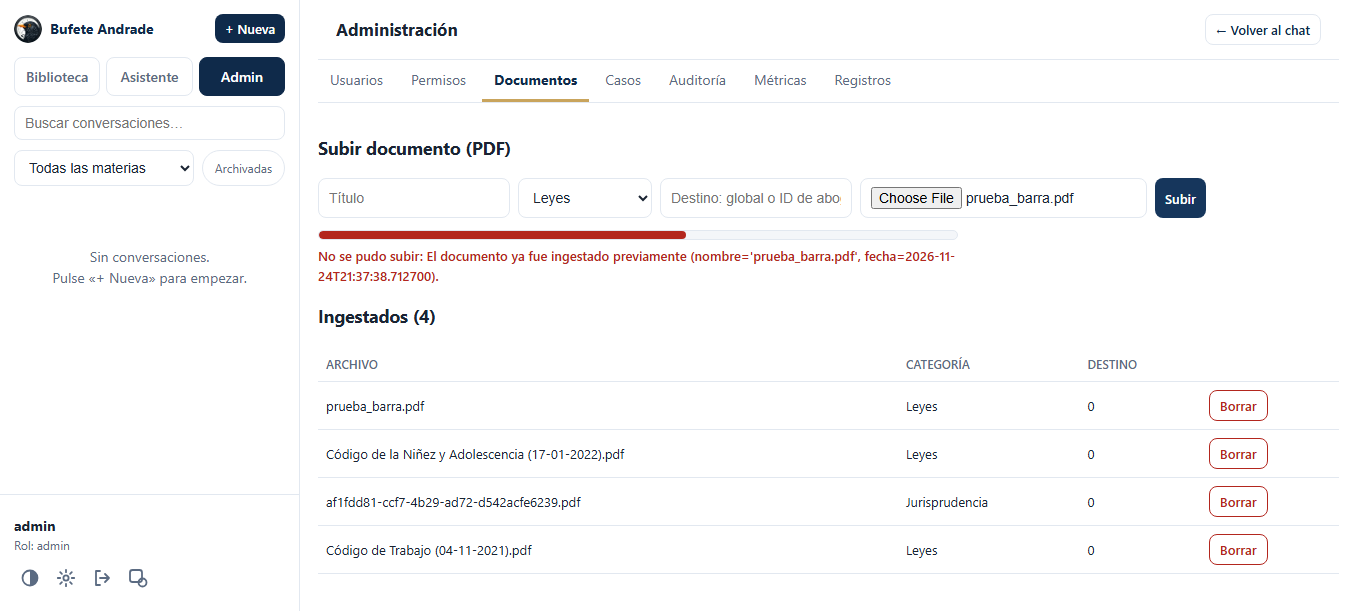 Bufete Andrade
+ Nueva
Biblioteca
Asistente
Admin
Buscar conversaciones…
Todas las materias
Archivadas
Sin conversaciones.
Pulse «+ Nueva» para empezar.
admin
Rol: admin
Administración
← Volver al chat
Usuarios
Permisos
Documentos
Casos
Auditoría
Métricas
Registros
Subir documento (PDF)
Título
Leyes
Destino: global o ID de abo
Choose File prueba_barra.pdf
Subir
No se pudo subir: El documento ya fue ingestado previamente (nombre='prueba_barra.pdf', fecha=2026-11-
24T21:37:38.712700).
Ingestados (4)
ARCHIVO CATEGORÍA DESTINO
prueba_barra.pdf Leyes 0 Borrar
Código de la Niñez y Adolescencia (17-01-2022).pdf Leyes 0 Borrar
af1fdd81-ccf7-4b29-ad72-d542acfe6239.pdf Jurisprudencia 0 Borrar
Código de Trabajo (04-11-2021).pdf Leyes 0 Borrar